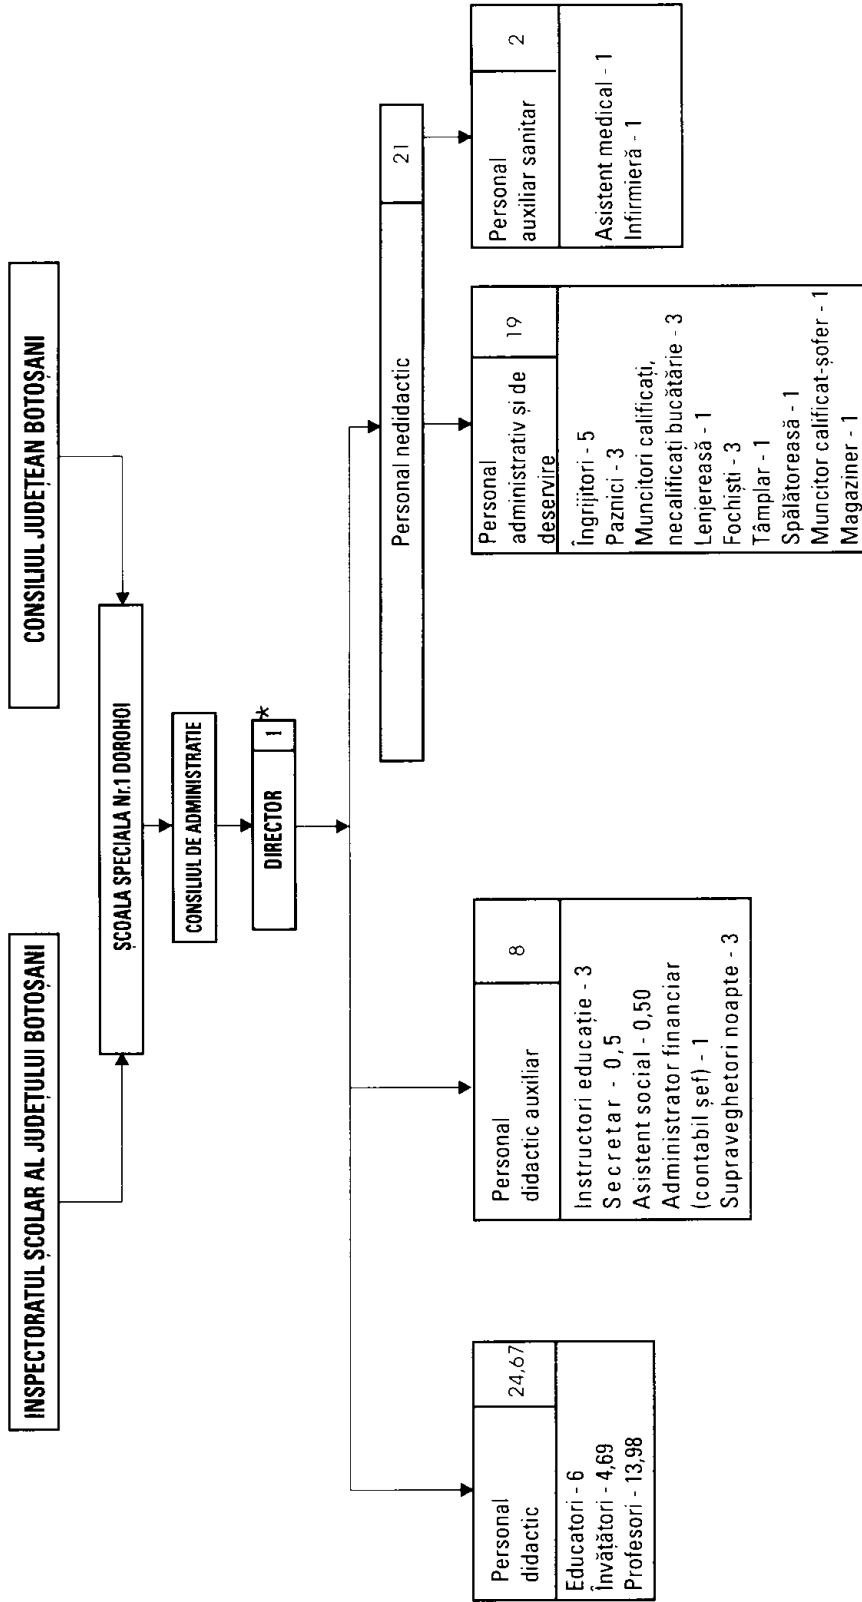 INSPECTORATUL ȘCOLAR AL JUDEȚULUI BOTOȘANI
CONSILIUL JUDEȚEAN BOTOȘANI
ȘCOALA SPECIALA Nr.1 DOROHOI
CONSILIUL DE ADMINISTRATIE
DIRECTOR
1
*
Personal
didactic
24,67
Educatori - 6
Învățători - 4,69
Profesori - 13,98
Personal
didactic auxiliar
8
Instructori educație - 3
Secretar - 0,5
Asistent social - 0,50
Administrator financiar
(contabil șef) - 1
Supraveghetori noapte - 3
Personal nedidactic
21
Personal
administrativ și de
deservire
19
Îngrijitori - 5
Paznici - 3
Muncitori calificați,
necalificați bucătărie - 3
Lenjereasă - 1
Fochiști - 3
Tâmplar - 1
Spălătoreasă - 1
Muncitor calificat-șofer - 1
Magaziner - 1
Personal
auxiliar sanitar
2
Asistent medical - 1
Infirmieră - 1